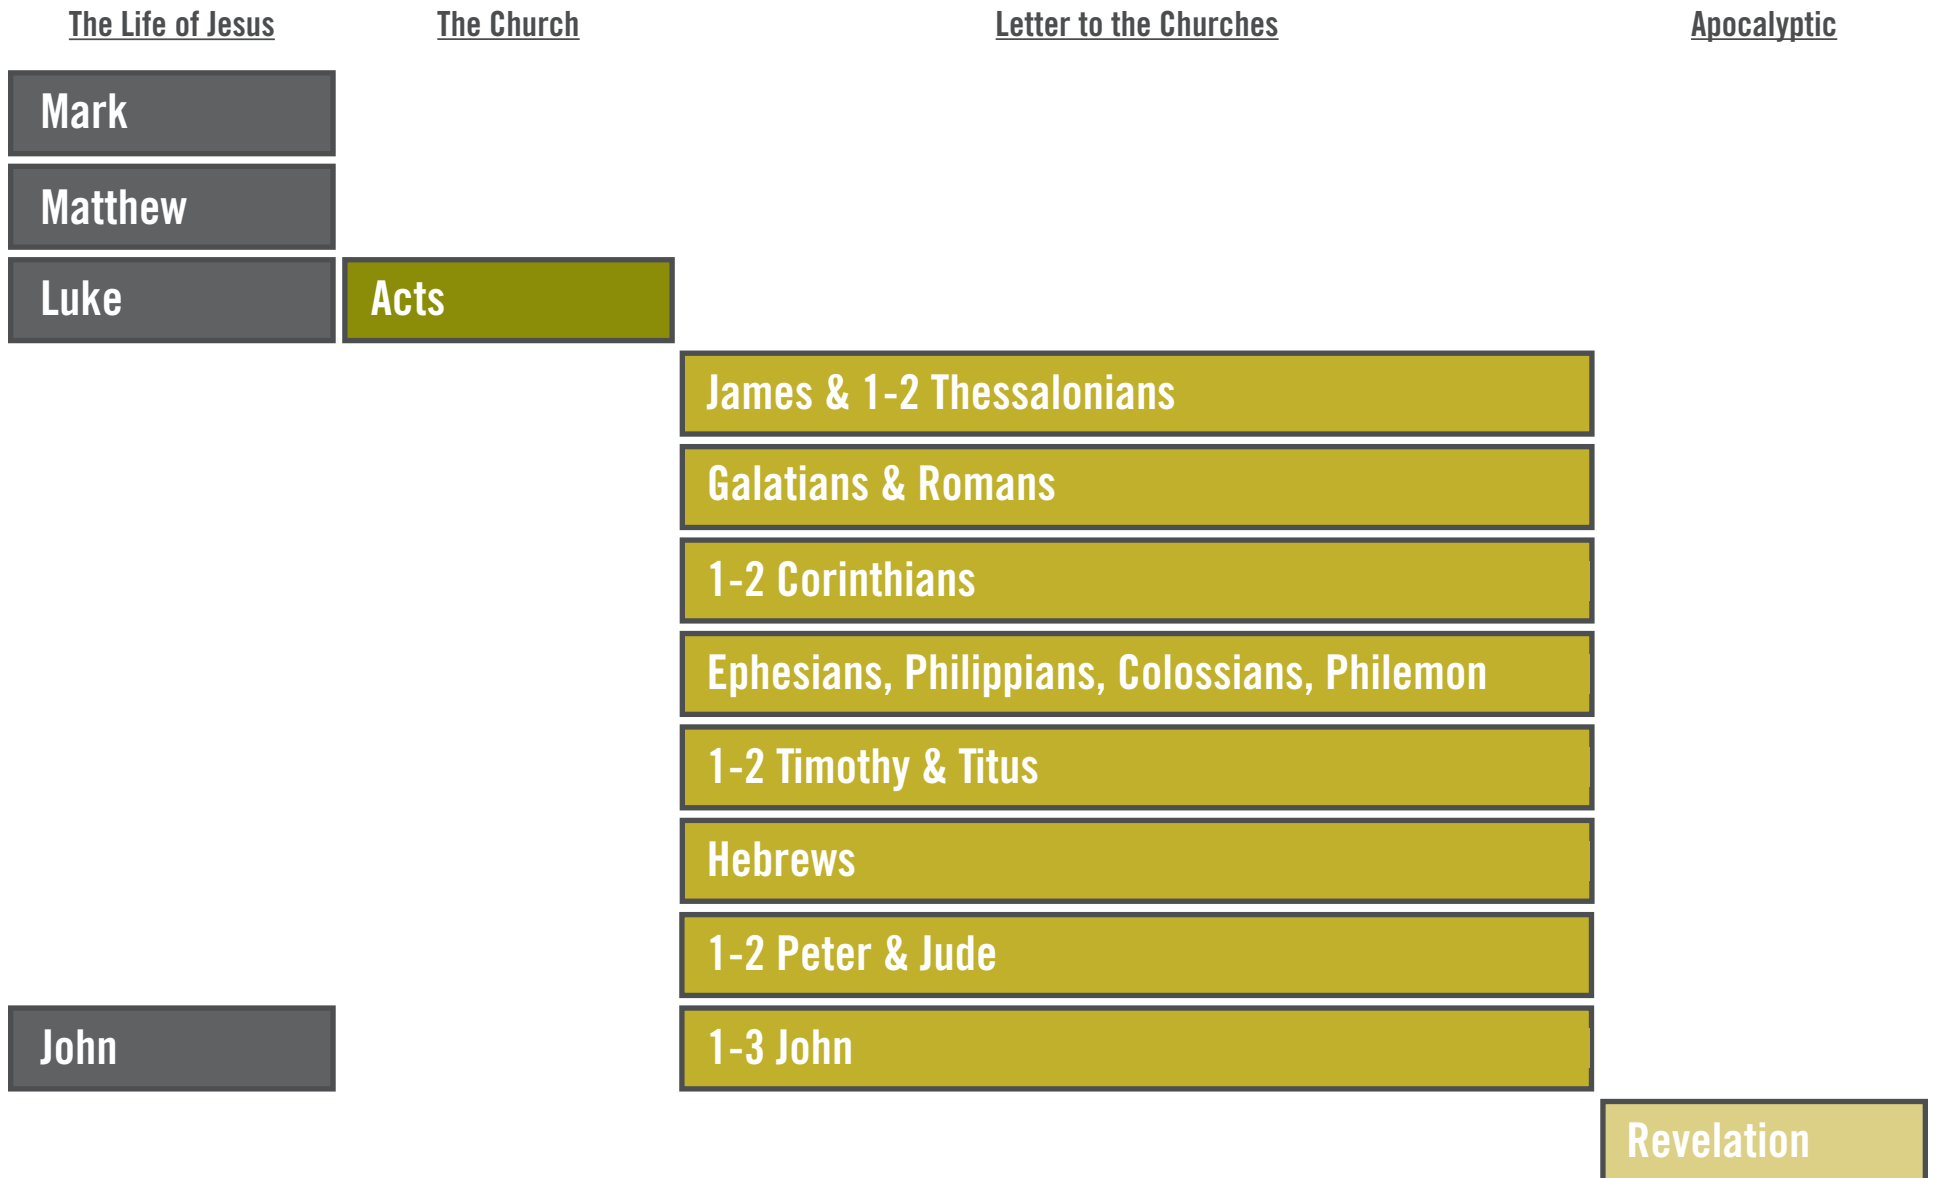 The Life of Jesus
The Church
Letter to the Churches
Apocalyptic
Mark
Matthew
Luke
Acts
James & 1-2 Thessalonians
Galatians & Romans
1-2 Corinthians
Ephesians, Philippians, Colossians, Philemon
1-2 Timothy & Titus
Hebrews
1-2 Peter & Jude
John
1-3 John
Revelation